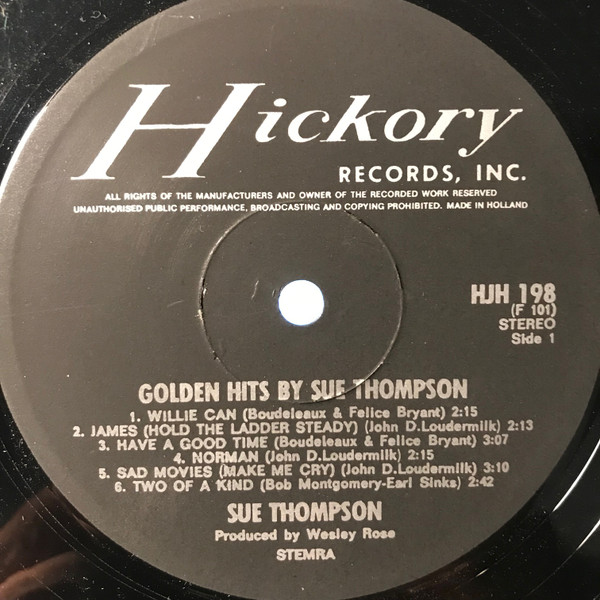 Hickory
RECORDS, INC.
ALL RIGHTS OF THE MANUFACTURERS AND OWNER OF THE RECORDED WORK RESERVED
UNAUTHORISED PUBLIC PERFORMANCE, BROADCASTING AND COPYING PROHIBITED. MADE IN HOLLAND
HJH 198
(F 101)
STEREO
Side 1
GOLDEN HITS BY SUE THOMPSON
1. WILLIE CAN (Boudeleaux & Felice Bryant) 2:15
2. JAMES (HOLD THE LADDER STEADY) (John D.Loudermilk) 2:13
3. HAVE A GOOD TIME (Boudeleaux & Felice Bryant) 3:07
4. NORMAN (John D.Loudermilk) 2:15
5. SAD MOVIES (MAKE ME CRY) (John D.Loudermilk) 3:10
6. TWO OF A KIND (Bob Montgomery-Earl Sinks) 2:42
SUE THOMPSON
Produced by Wesley Rose
STEMRA